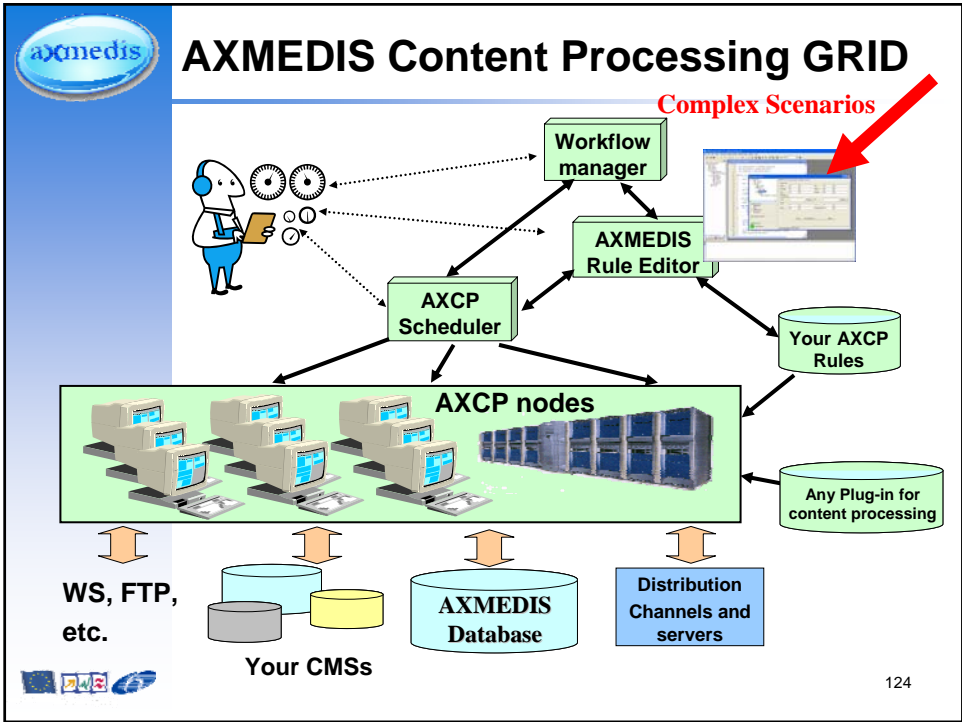 axmedis
AXMEDIS Content Processing GRID
Complex Scenarios
Workflow
manager
AXMEDIS
Rule Editor
AXCP
Scheduler
Your AXCP
Rules
AXCP nodes
Any Plug-in for
content processing
WS, FTP,
etc.
Your CMSs
AXMEDIS
Database
Distribution
Channels and
servers
124